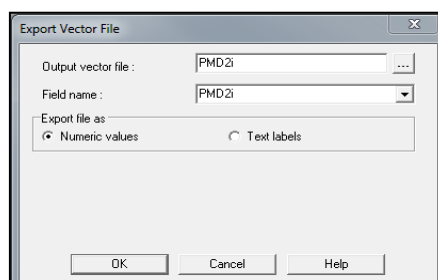 Export Vector File
Output vector file : PMD2i ...
Field name : PMD2i
Export file as
Numeric values Text labels
OK Cancel Help